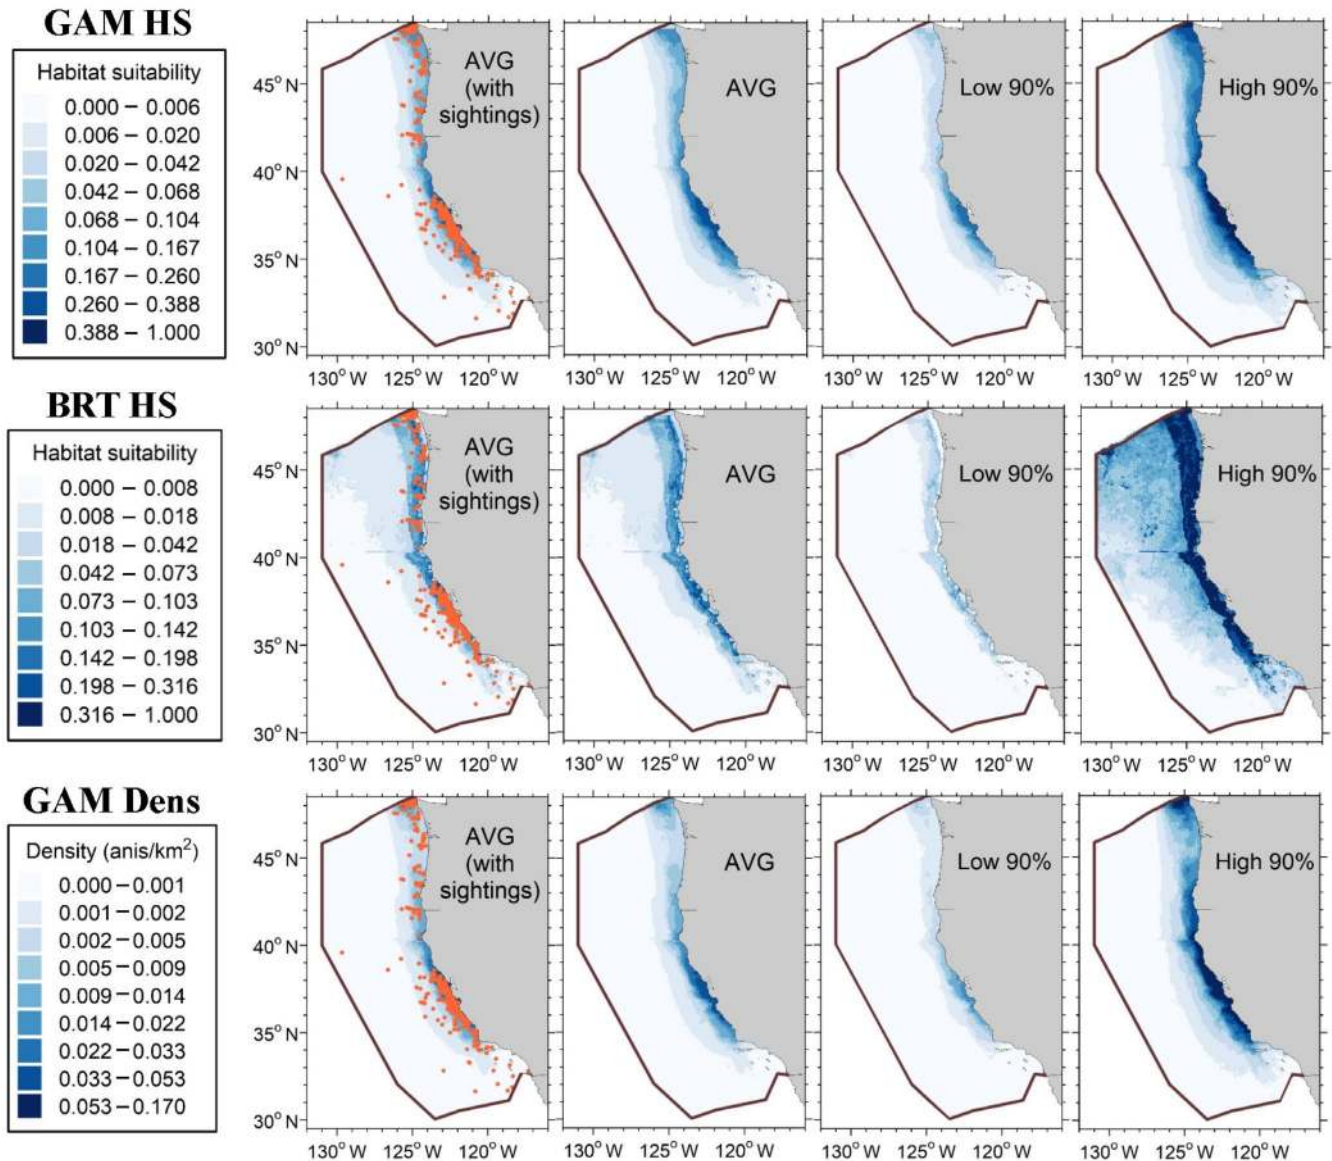 GAM HS
Habitat suitability
0.000 – 0.006
0.006 – 0.020
0.020 – 0.042
0.042 – 0.068
0.068 – 0.104
0.104 – 0.167
0.167 – 0.260
0.260 – 0.388
0.388 – 1.000
45° N
40° N
35° N
30° N
AVG
(with
sightings)
AVG
Low 90%
High 90%
130° W 125° W 120° W
130° W 125° W 120° W
130° W 125° W 120° W
130° W 125° W 120° W
BRT HS
Habitat suitability
0.000 – 0.008
0.008 – 0.018
0.018 – 0.042
0.042 – 0.073
0.073 – 0.103
0.103 – 0.142
0.142 – 0.198
0.198 – 0.316
0.316 – 1.000
45° N
40° N
35° N
30° N
AVG
(with
sightings)
AVG
Low 90%
High 90%
130° W 125° W 120° W
130° W 125° W 120° W
130° W 125° W 120° W
130° W 125° W 120° W
GAM Dens
Density (anis/km²)
0.000 – 0.001
0.001 – 0.002
0.002 – 0.005
0.005 – 0.009
0.009 – 0.014
0.014 – 0.022
0.022 – 0.033
0.033 – 0.053
0.053 – 0.170
45° N
40° N
35° N
30° N
AVG
(with
sightings)
AVG
Low 90%
High 90%
130° W 125° W 120° W
130° W 125° W 120° W
130° W 125° W 120° W
130° W 125° W 120° W